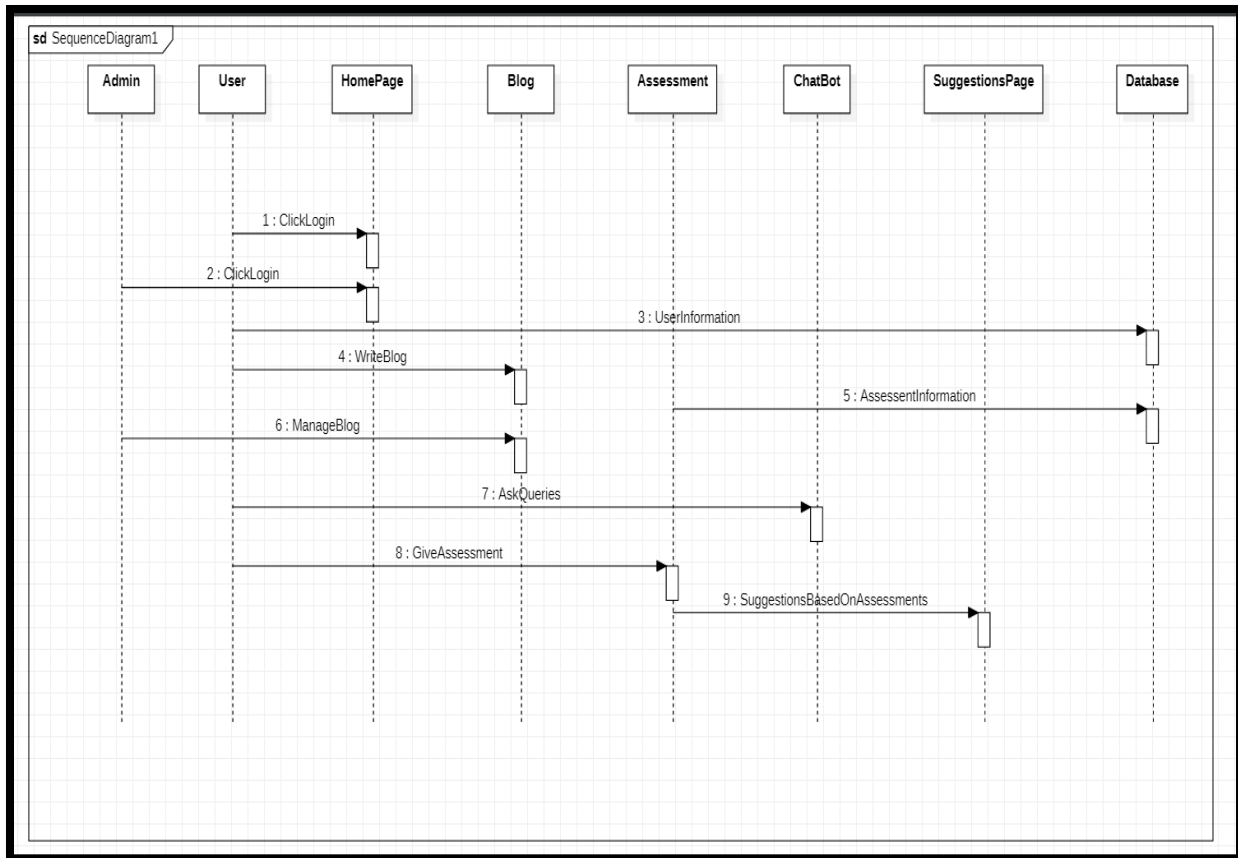 sd SequenceDiagram1
Admin
User
HomePage
Blog
Assessment
ChatBot
SuggestionsPage
Database
1 : ClickLogin
2 : ClickLogin
3 : UserInformation
4 : WriteBlog
5 : AssessentInformation
6 : ManageBlog
7 : AskQueries
8 : GiveAssessment
9 : SuggestionsBasedOnAssessments